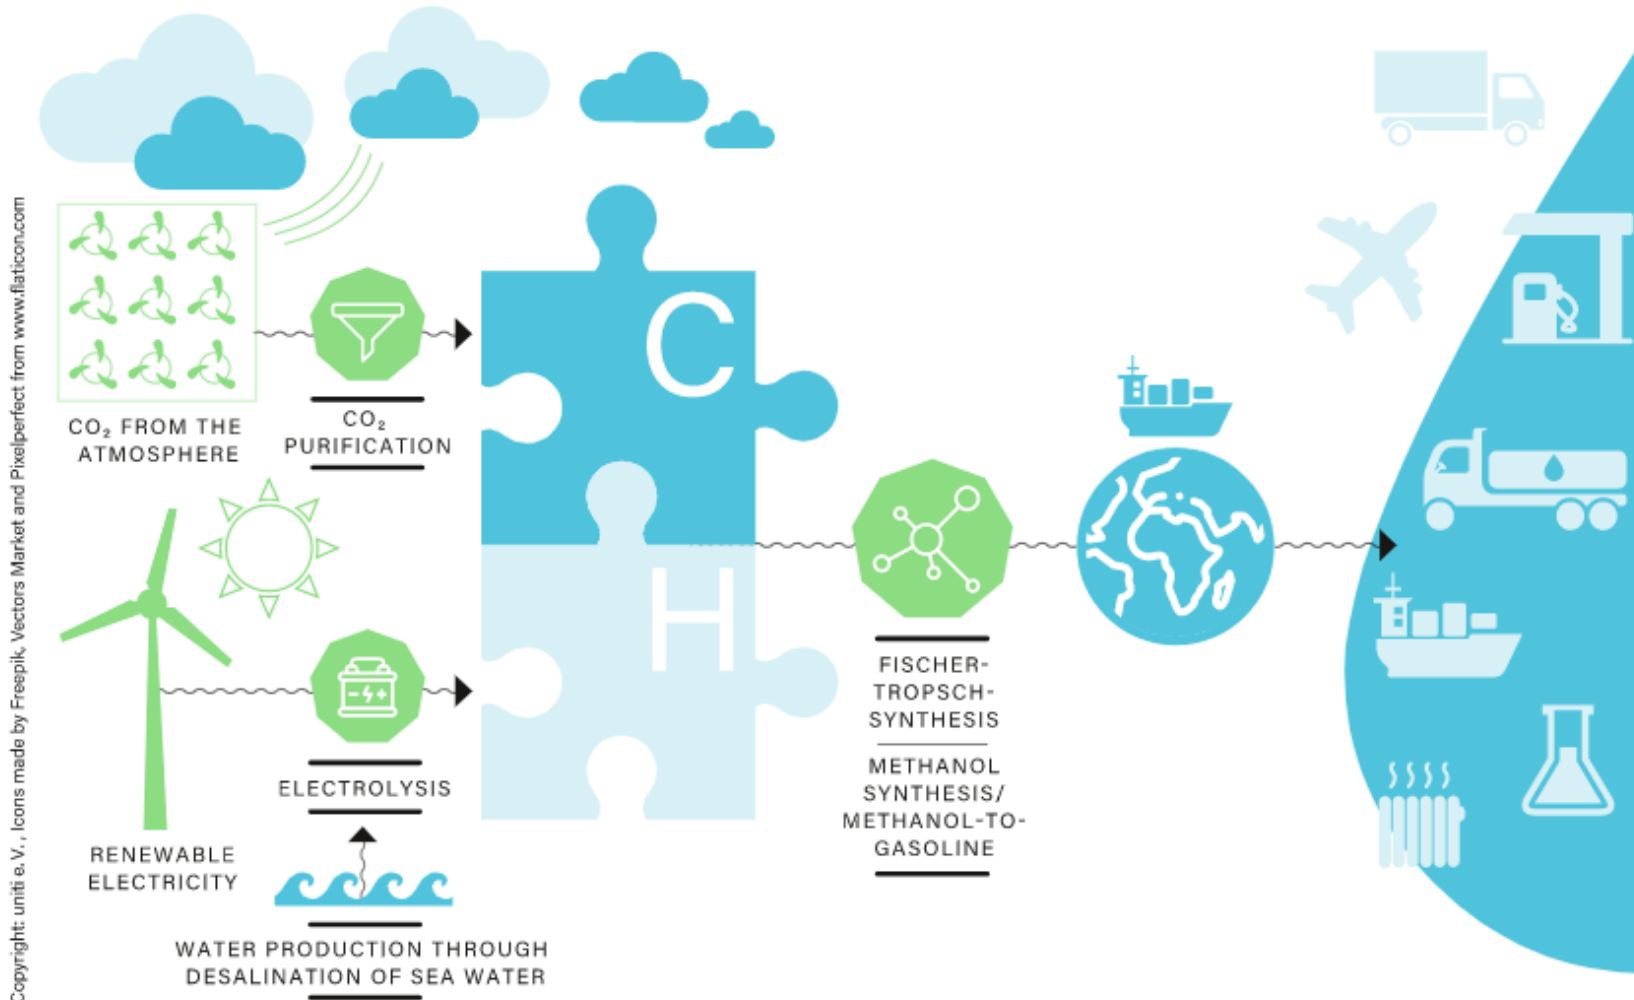 Copyright: uniti e. V., Icons made by Freepik, Vectors Market and Pixelperfect from www.flaticon.com
CO₂ FROM THE
ATMOSPHERE
CO₂
PURIFICATION
C
H
RENEWABLE
ELECTRICITY
ELECTROLYSIS
WATER PRODUCTION THROUGH
DESALINATION OF SEA WATER
FISCHER-
TROPSCH-
SYNTHESIS
METHANOL
SYNTHESIS/
METHANOL-TO-
GASOLINE